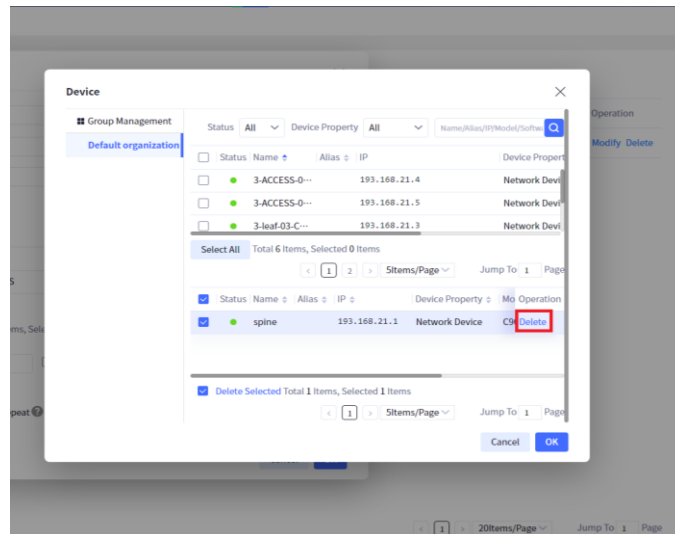 Device
Group Management
Default organization
Status All Device Property All Name/Alias/IP/Model/Softw
Status Name Alias IP Device Propert
3-ACCESS-0··· 193.168.21.4 Network Devi
3-ACCESS-0··· 193.168.21.5 Network Devi
3-leaf-03-C··· 193.168.21.3 Network Devi
Select All Total 6 Items, Selected 0 Items
< 1 2 > 5Items/Page Jump To 1 Page
Status Name Alias IP Device Property Mo Operation
spine 193.168.21.1 Network Device C9 Delete
Delete Selected Total 1 Items, Selected 1 Items
< 1 > 5Items/Page Jump To 1 Page
Cancel OK
Operation
Modify Delete
S
ms, Sele
peat
< 1 > 20Items/Page Jump To 1 Page